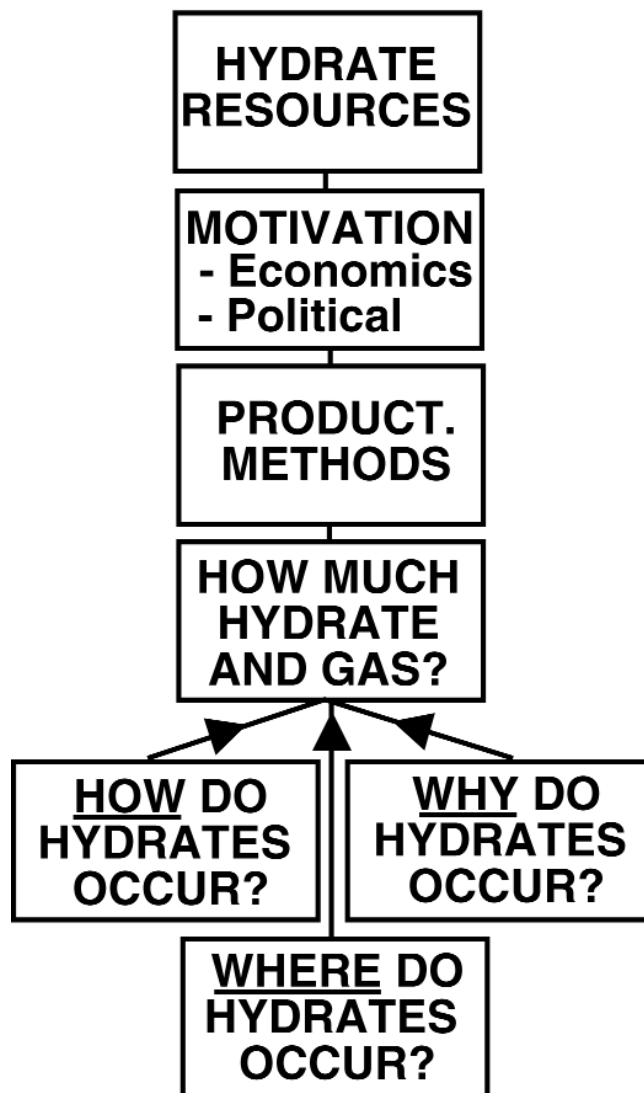 HYDRATE
RESOURCES
MOTIVATION
- Economics
- Political
PRODUCT.
METHODS
HOW MUCH
HYDRATE
AND GAS?
HOW DO
HYDRATES
OCCUR?
WHY DO
HYDRATES
OCCUR?
WHERE DO
HYDRATES
OCCUR?